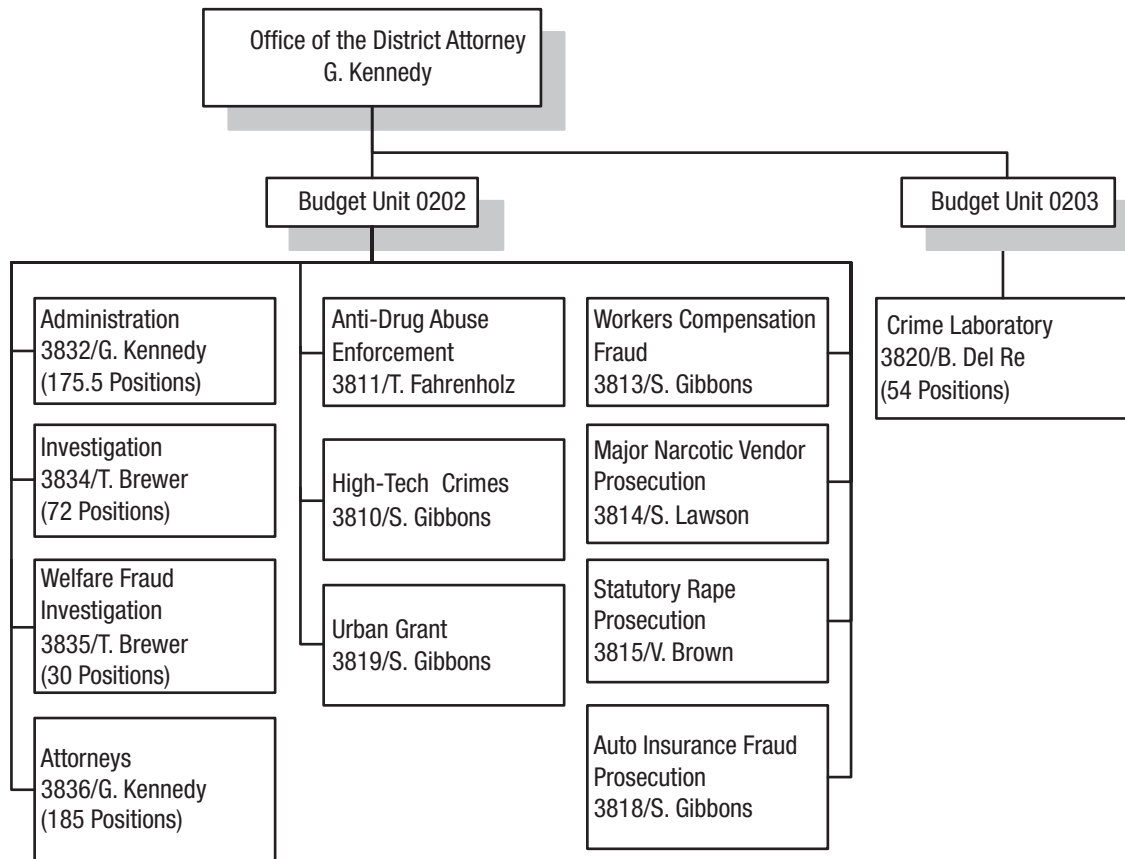 Office of the District Attorney
G. Kennedy
Budget Unit 0202
Budget Unit 0203
Administration
3832/G. Kennedy
(175.5 Positions)
Investigation
3834/T. Brewer
(72 Positions)
Welfare Fraud
Investigation
3835/T. Brewer
(30 Positions)
Attorneys
3836/G. Kennedy
(185 Positions)
Anti-Drug Abuse
Enforcement
3811/T. Fahrenholz
High-Tech Crimes
3810/S. Gibbons
Urban Grant
3819/S. Gibbons
Workers Compensation
Fraud
3813/S. Gibbons
Major Narcotic Vendor
Prosecution
3814/S. Lawson
Statutory Rape
Prosecution
3815/V. Brown
Auto Insurance Fraud
Prosecution
3818/S. Gibbons
Crime Laboratory
3820/B. Del Re
(54 Positions)